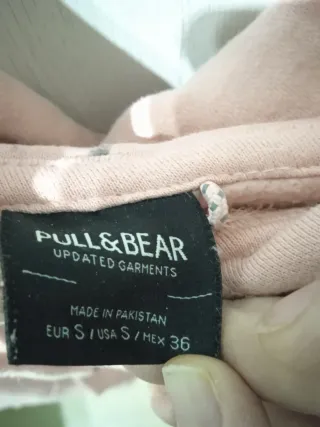 PULL&BEAR
UPDATED GARMENTS
MADE IN PAKISTAN
EUR S / USA S / MEX 36